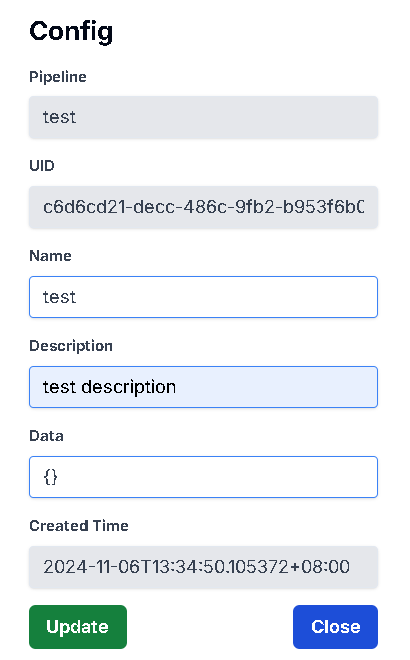 Config
Pipeline
test
UID
c6d6cd21-decc-486c-9fb2-b953f6b0
Name
test
Description
test description
Data
{}
Created Time
2024-11-06T13:34:50.105372+08:00
Update
Close